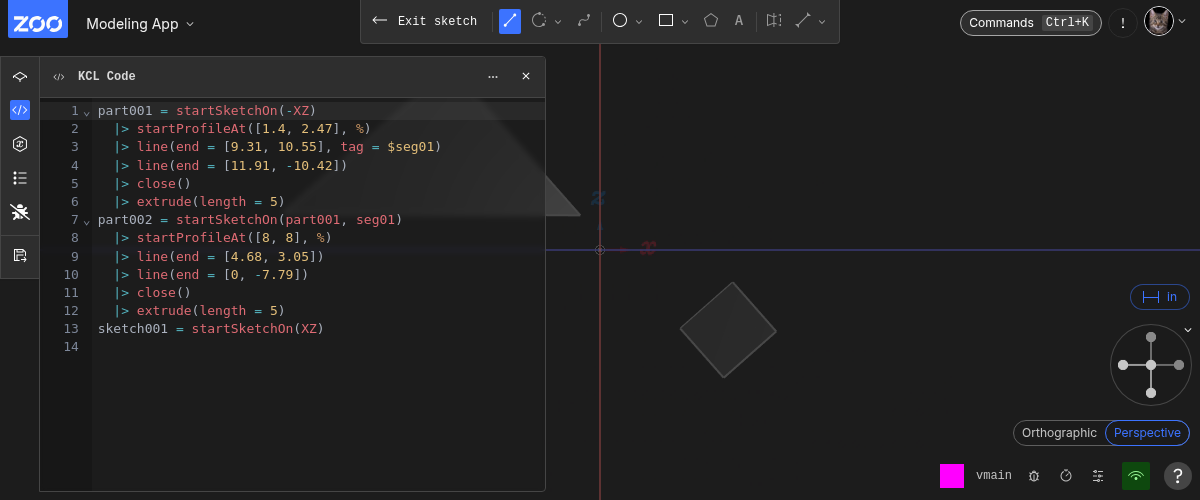 ZOO
Modeling App
Exit sketch
A
Commands Ctrl+K
!
KCL Code
1 part001 = startSketchOn(-XZ)
2 |> startProfileAt([1.4, 2.47], %)
3 |> line(end = [9.31, 10.55], tag = $seg01)
4 |> line(end = [11.91, -10.42])
5 |> close()
6 |> extrude(length = 5)
7 part002 = startSketchOn(part001, seg01)
8 |> startProfileAt([8, 8], %)
9 |> line(end = [4.68, 3.05])
10 |> line(end = [0, -7.79])
11 |> close()
12 |> extrude(length = 5)
13 sketch001 = startSketchOn(XZ)
14
z
x
in
Orthographic
Perspective
vmain
?